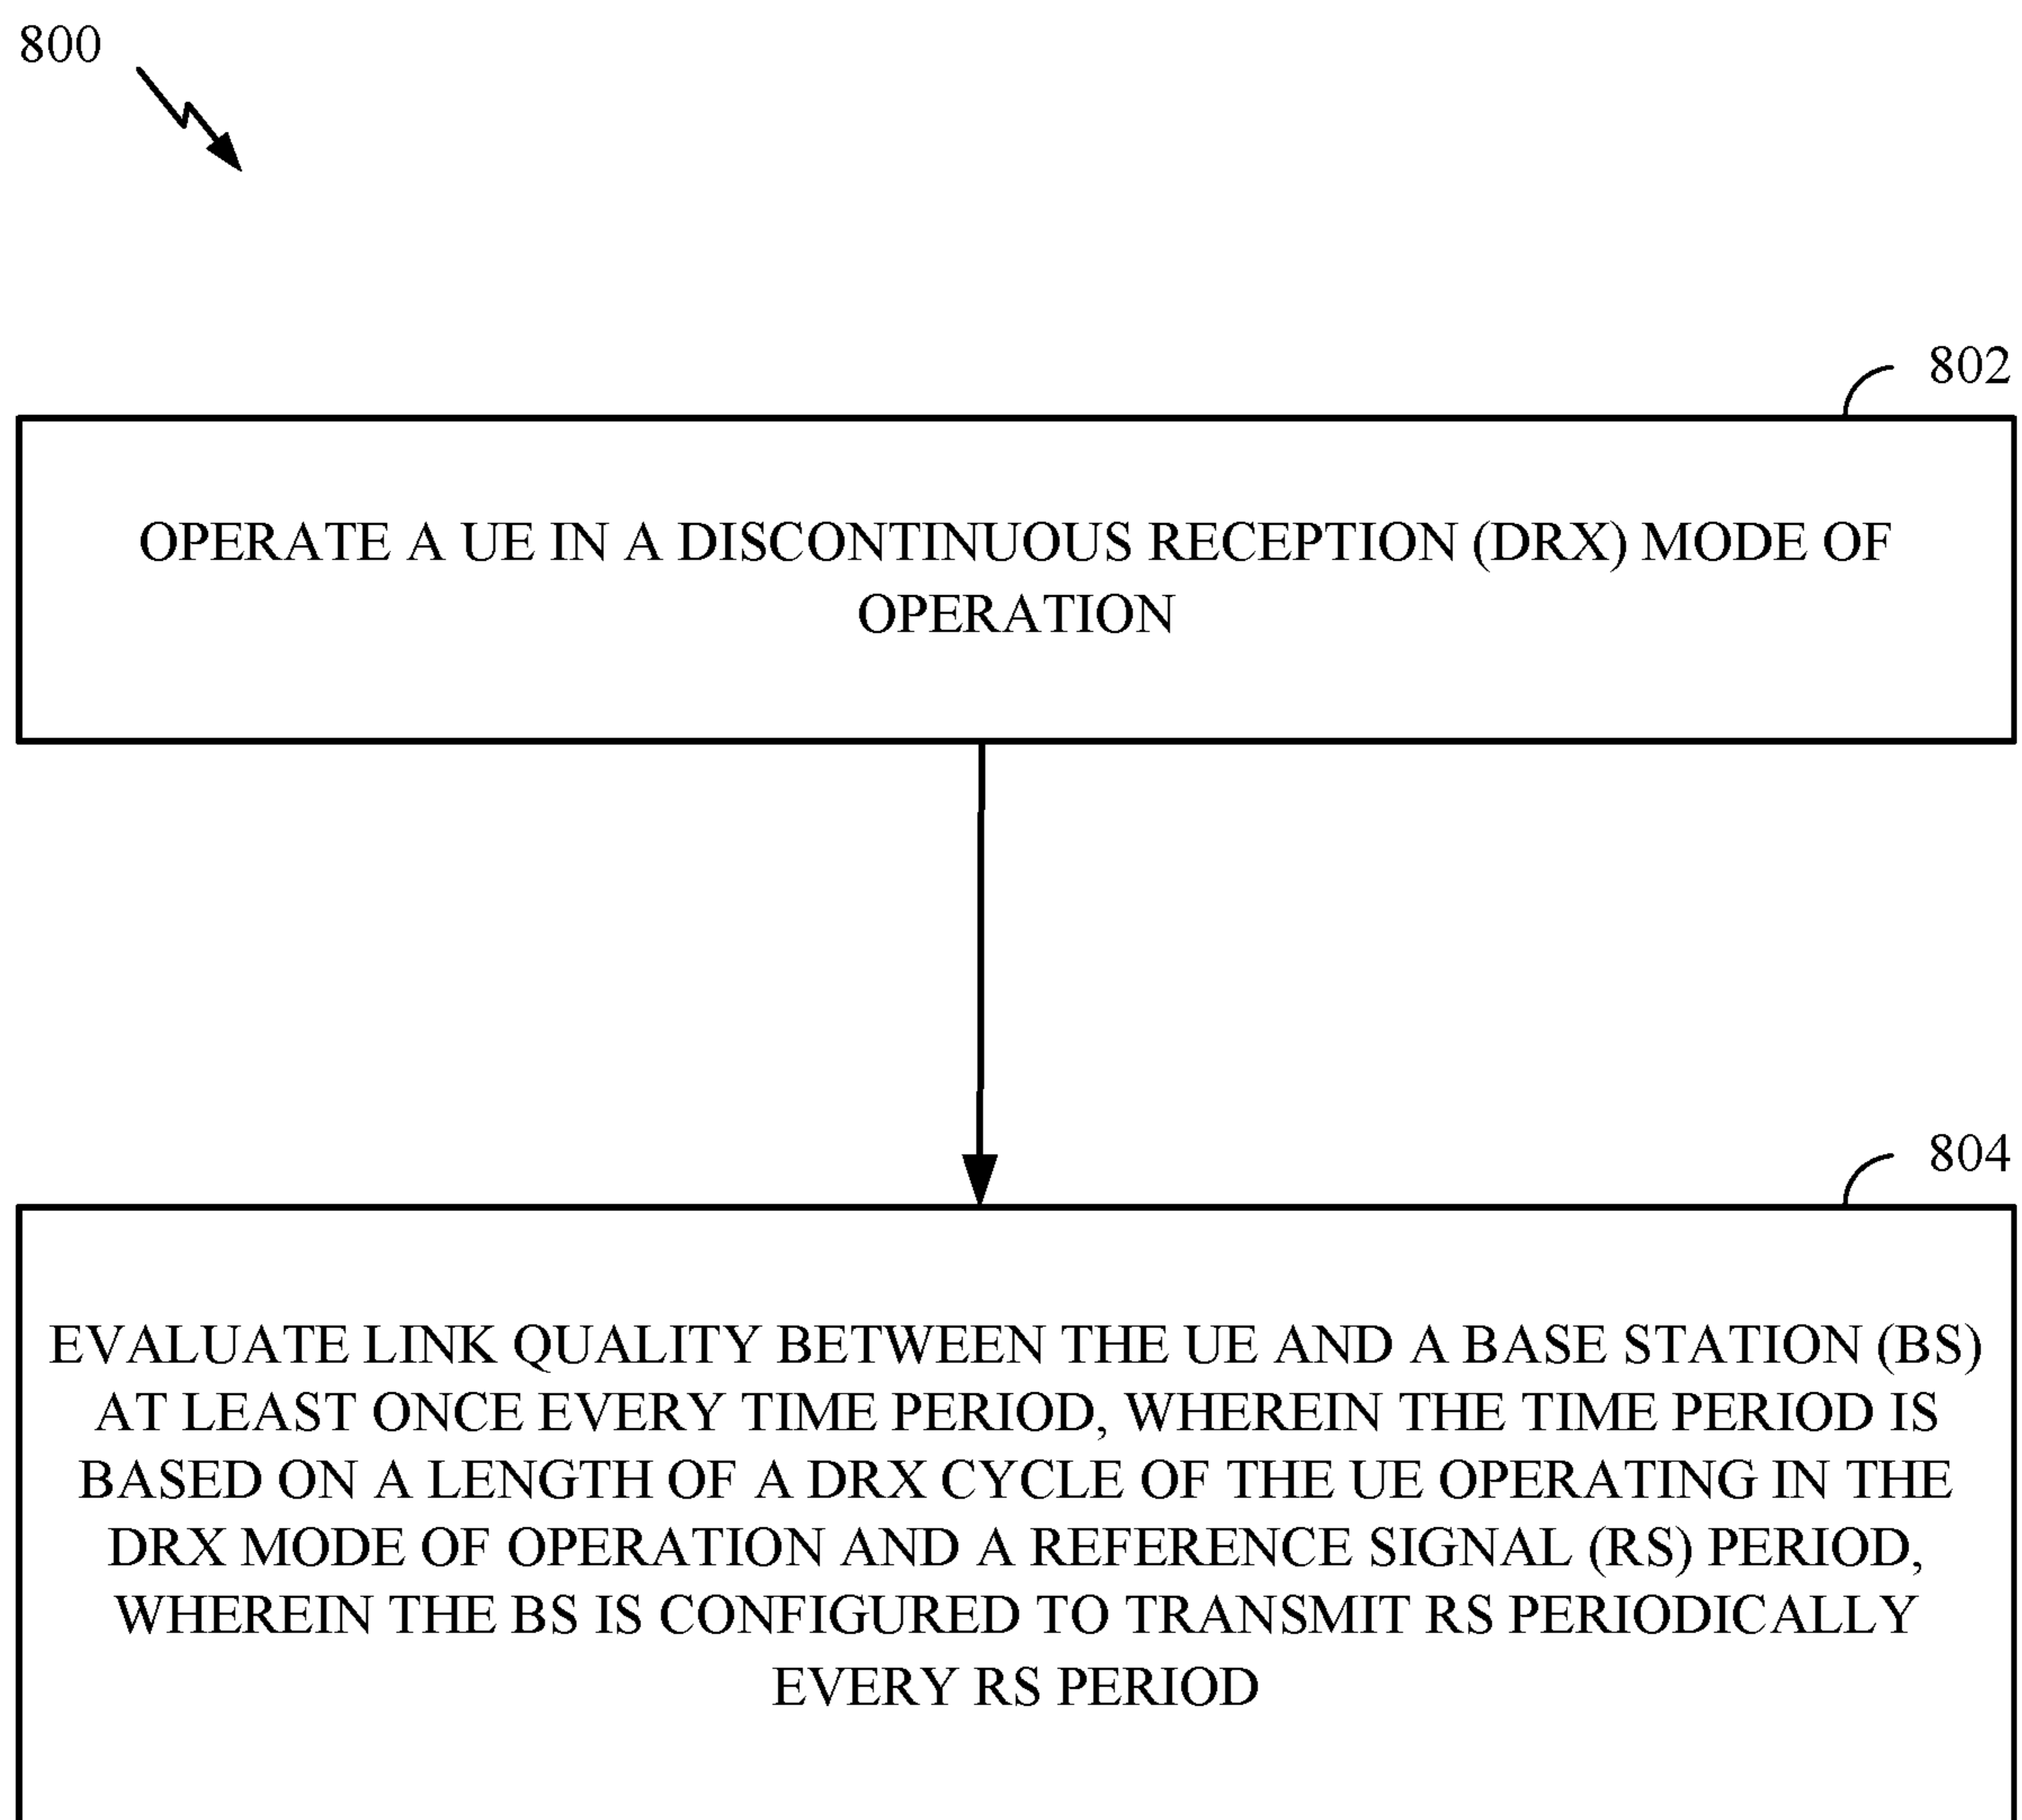 800
802
OPERATE A UE IN A DISCONTINUOUS RECEPTION (DRX) MODE OF
OPERATION
804
EVALUATE LINK QUALITY BETWEEN THE UE AND A BASE STATION (BS)
AT LEAST ONCE EVERY TIME PERIOD, WHEREIN THE TIME PERIOD IS
BASED ON A LENGTH OF A DRX CYCLE OF THE UE OPERATING IN THE
DRX MODE OF OPERATION AND A REFERENCE SIGNAL (RS) PERIOD,
WHEREIN THE BS IS CONFIGURED TO TRANSMIT RS PERIODICALLY
EVERY RS PERIOD